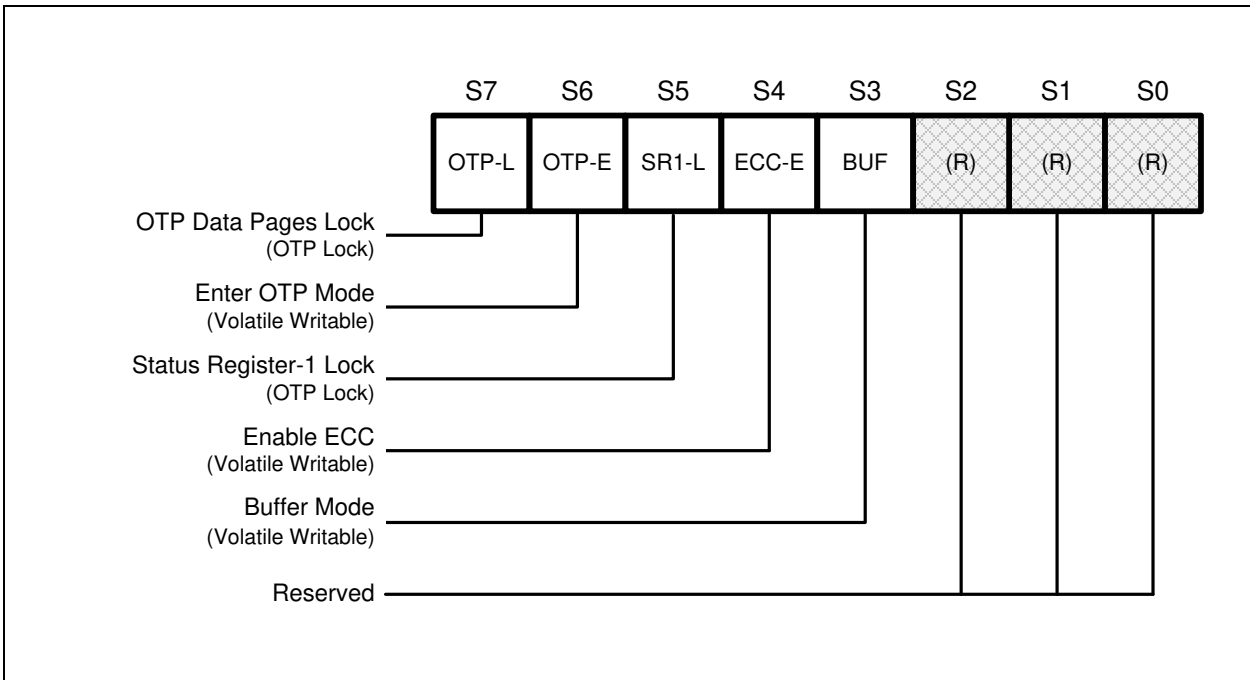 S7 S6 S5 S4 S3 S2 S1 S0
OTP-L OTP-E SR1-L ECC-E BUF (R) (R) (R)
OTP Data Pages Lock
(OTP Lock)
Enter OTP Mode
(Volatile Writable)
Status Register-1 Lock
(OTP Lock)
Enable ECC
(Volatile Writable)
Buffer Mode
(Volatile Writable)
Reserved